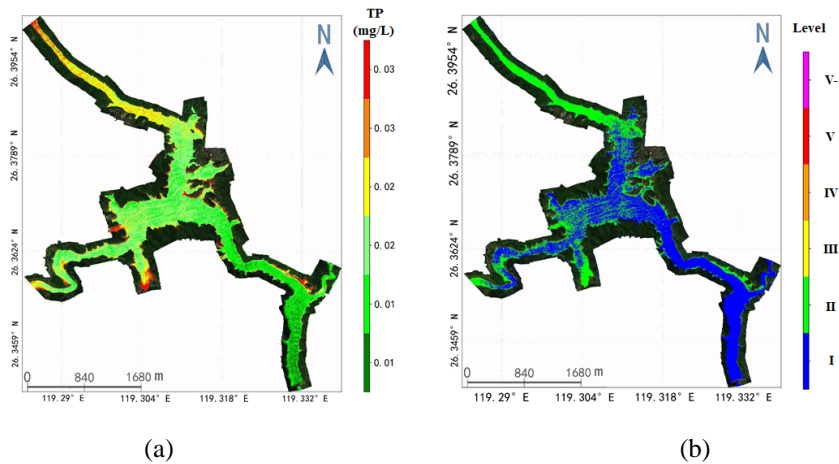 TP
(mg/L)
N
26.3954° N
26.3789° N
26.3624° N
26.3459° N
0.03
0.03
0.02
0.02
0.01
0.01
0 840 1680 m
119.29° E 119.304° E 119.318° E 119.332° E
(a)
Level
N
26.3954° N
26.3789° N
26.3624° N
26.3459° N
V-
V
IV
III
II
I
0 840 1680 m
119.29° E 119.304° E 119.318° E 119.332° E
(b)